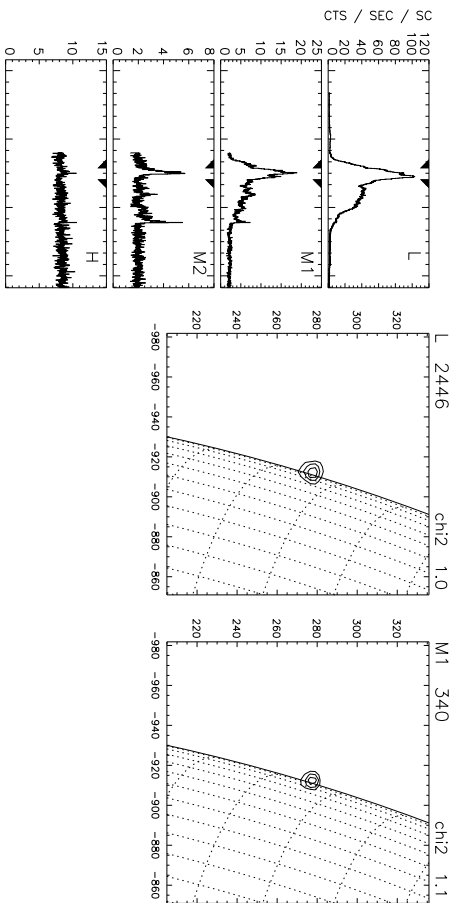 CTS / SEC / SC
0 20 40 60 80 100 120
L
0 5 10 15 20 25
M1
0 2 4 6 8
M2
0 5 10 15
H
L 2446 chi2 1.0
220 240 260 280 300 320
-980 -960 -940 -920 -900 -880 -860
M1 340 chi2 1.1
220 240 260 280 300 320
-980 -960 -940 -920 -900 -880 -860